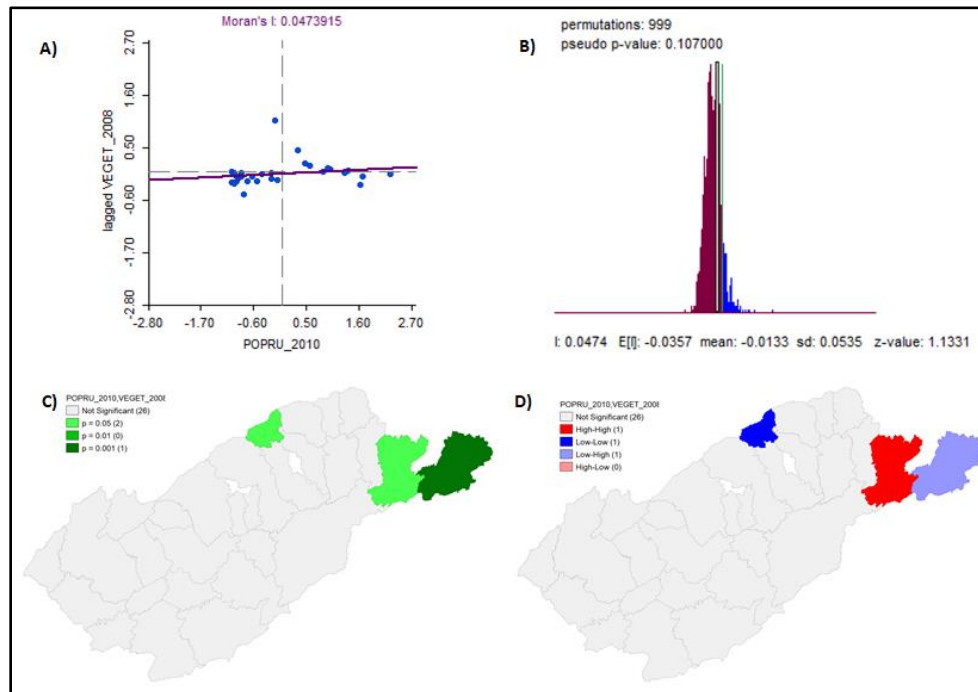 A)
Moran's I: 0.0473915
2.70
1.60
0.50
-0.60
-1.70
-2.80
lagged VEGET_2008
-2.80 -1.70 -0.60 0.50 1.60 2.70
POPRU_2010
B)
permutations: 999
pseudo p-value: 0.107000
I: 0.0474 E[I]: -0.0357 mean: -0.0133 sd: 0.0535 z-value: 1.1331
C)
POPRU_2010,VEGET_2008
Not Significant (26)
p = 0.05 (2)
p = 0.01 (0)
p = 0.001 (1)
D)
POPRU_2010,VEGET_2008
Not Significant (26)
High-High (1)
Low-Low (1)
Low-High (1)
High-Low (0)